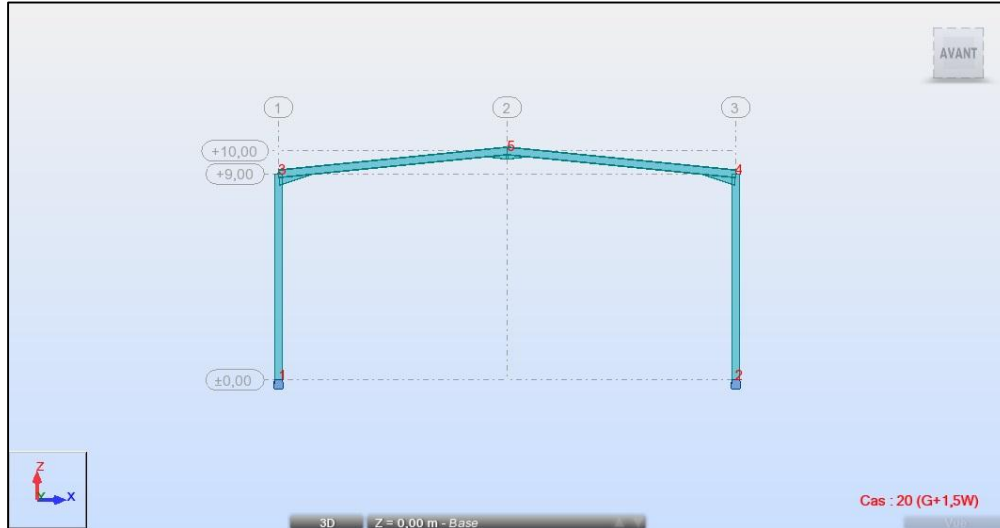 AVANT
1 2 3
+10,00
5
+9,00
3 4
±0,00
1 2
Z
Y X
Cas : 20 (G+1,5W)
3D Z = 0,00 m - Base
Vue